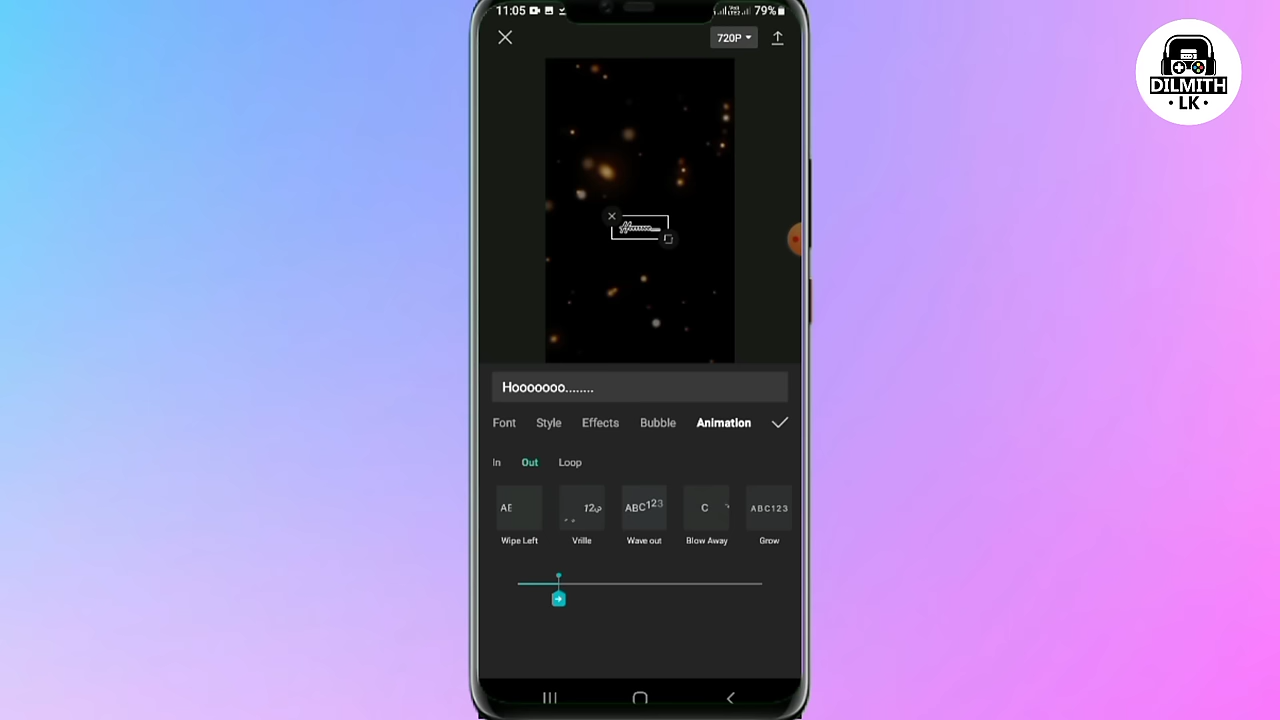 11:05
79%
720P
DILMITH
• LK •
Hooooooo........
Font Style Effects Bubble Animation
In Out Loop
AE 12 ABC123 C ABC123
Wipe Left Vrille Wave out Blow Away Grow